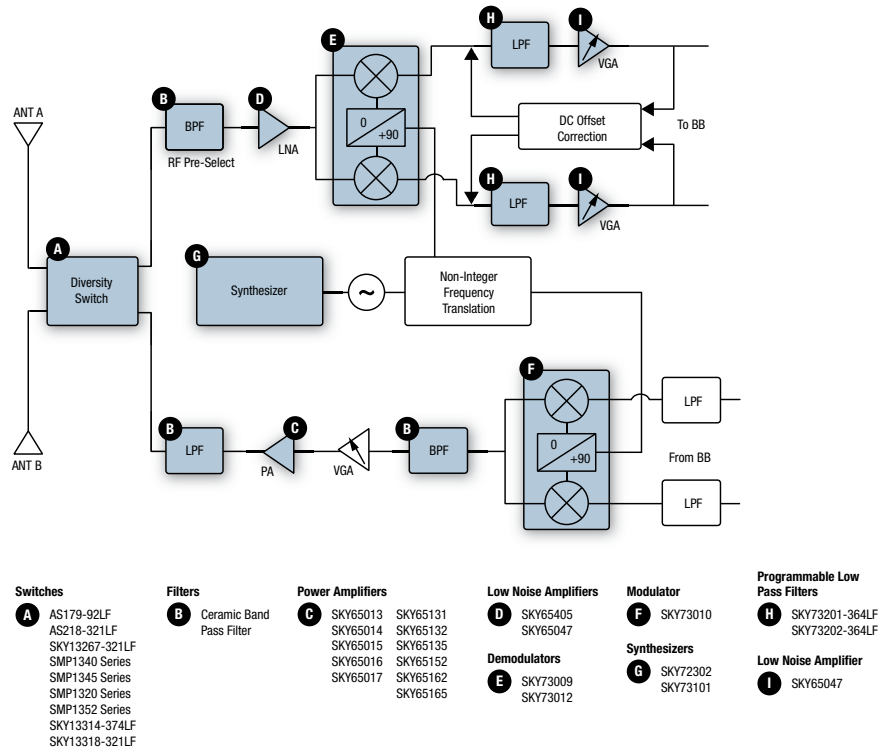 H
I
E
LPF
VGA
B
D
ANT A
BPF
0
+90
DC Offset
Correction
To BB
RF Pre-Select
LNA
H
I
LPF
VGA
A
G
Diversity
Switch
Synthesizer
~
Non-Integer
Frequency
Translation
F
LPF
B
C
B
0
+90
From BB
ANT B
LPF
PA
VGA
BPF
LPF
Switches
A
AS179-92LF
AS218-321LF
SKY13267-321LF
SMP1340 Series
SMP1345 Series
SMP1320 Series
SMP1352 Series
SKY13314-374LF
SKY13318-321LF
Filters
B
Ceramic Band
Pass Filter
Power Amplifiers
C
SKY65013
SKY65014
SKY65015
SKY65016
SKY65017
SKY65131
SKY65132
SKY65135
SKY65152
SKY65162
SKY65165
Low Noise Amplifiers
D
SKY65405
SKY65047
Demodulators
E
SKY73009
SKY73012
Modulator
F
SKY73010
Synthesizers
G
SKY72302
SKY73101
Programmable Low
Pass Filters
H
SKY73201-364LF
SKY73202-364LF
Low Noise Amplifier
I
SKY65047